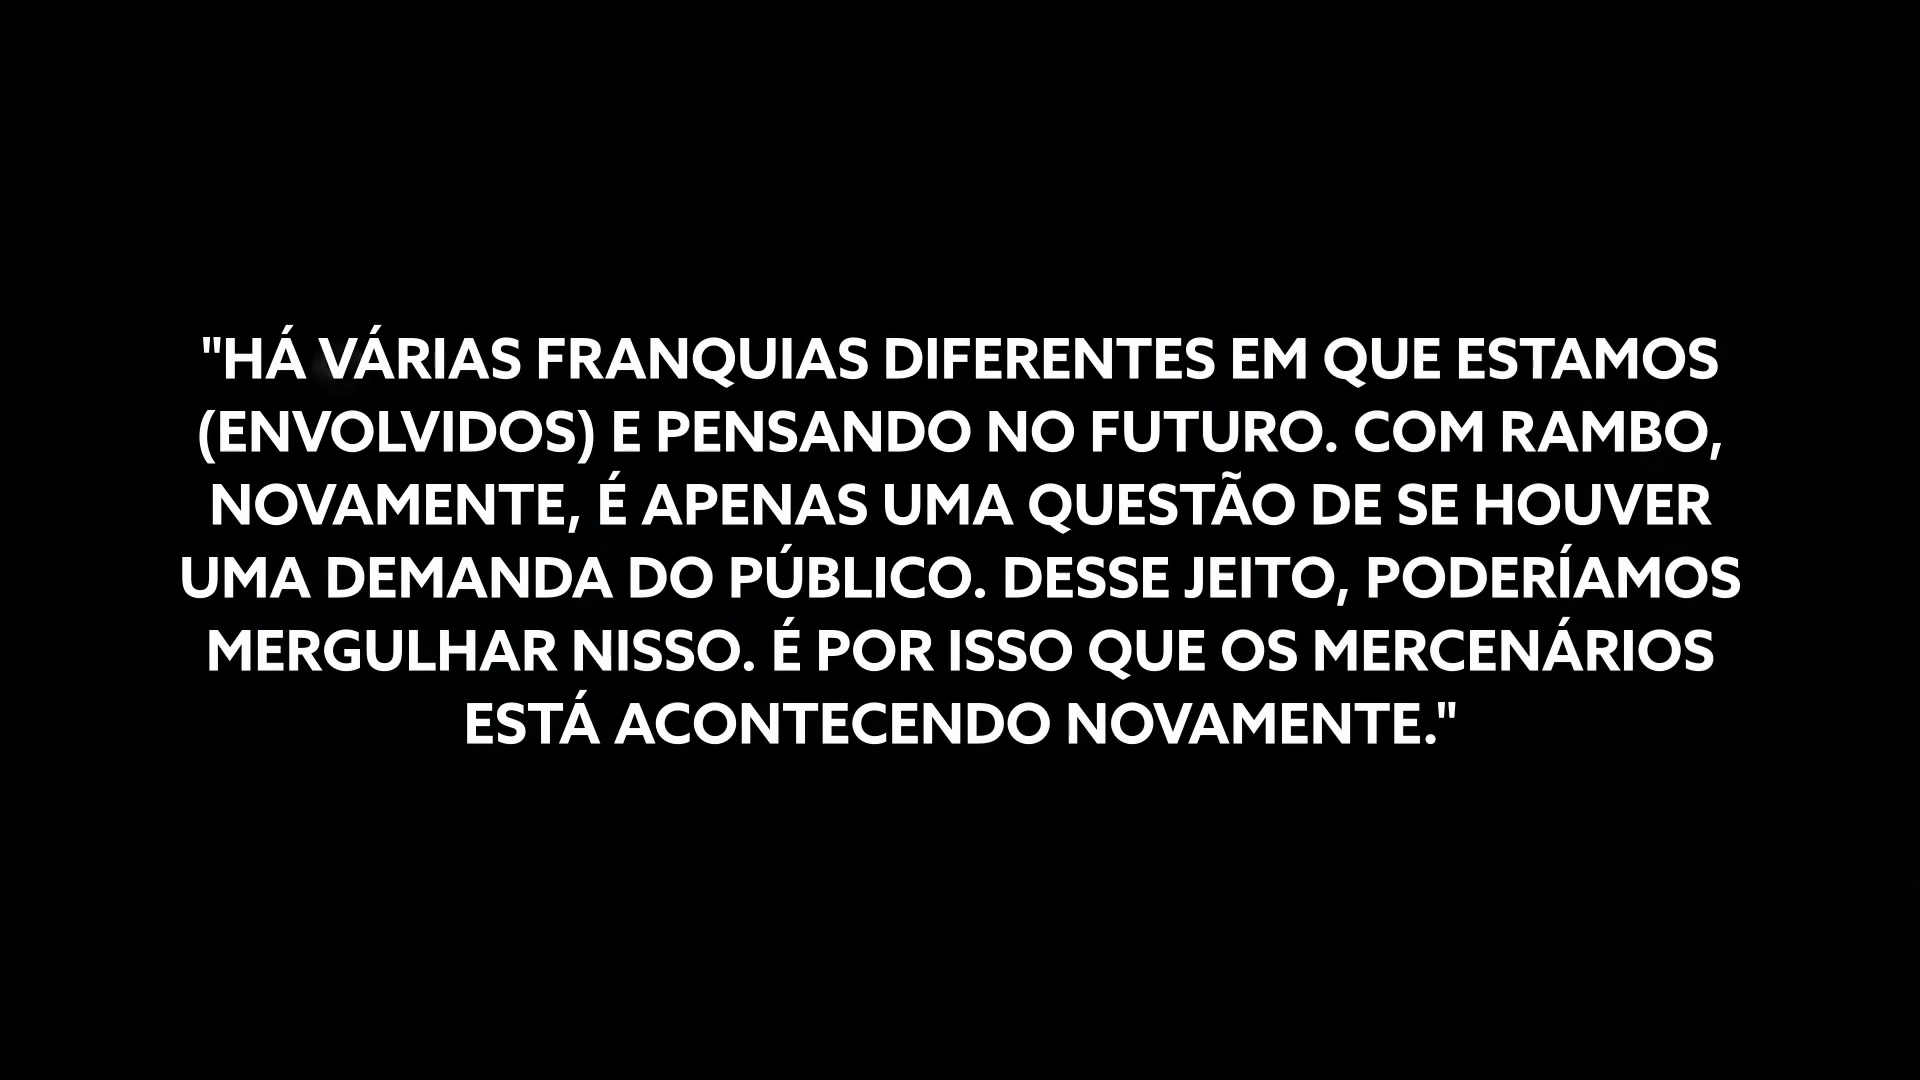 "HÁ VÁRIAS FRANQUIAS DIFERENTES EM QUE ESTAMOS
(ENVOLVIDOS) E PENSANDO NO FUTURO. COM RAMBO,
NOVAMENTE, É APENAS UMA QUESTÃO DE SE HOUVER
UMA DEMANDA DO PÚBLICO. DESSE JEITO, PODERÍAMOS
MERGULHAR NISSO. É POR ISSO QUE OS MERCENÁRIOS
ESTÁ ACONTECENDO NOVAMENTE."